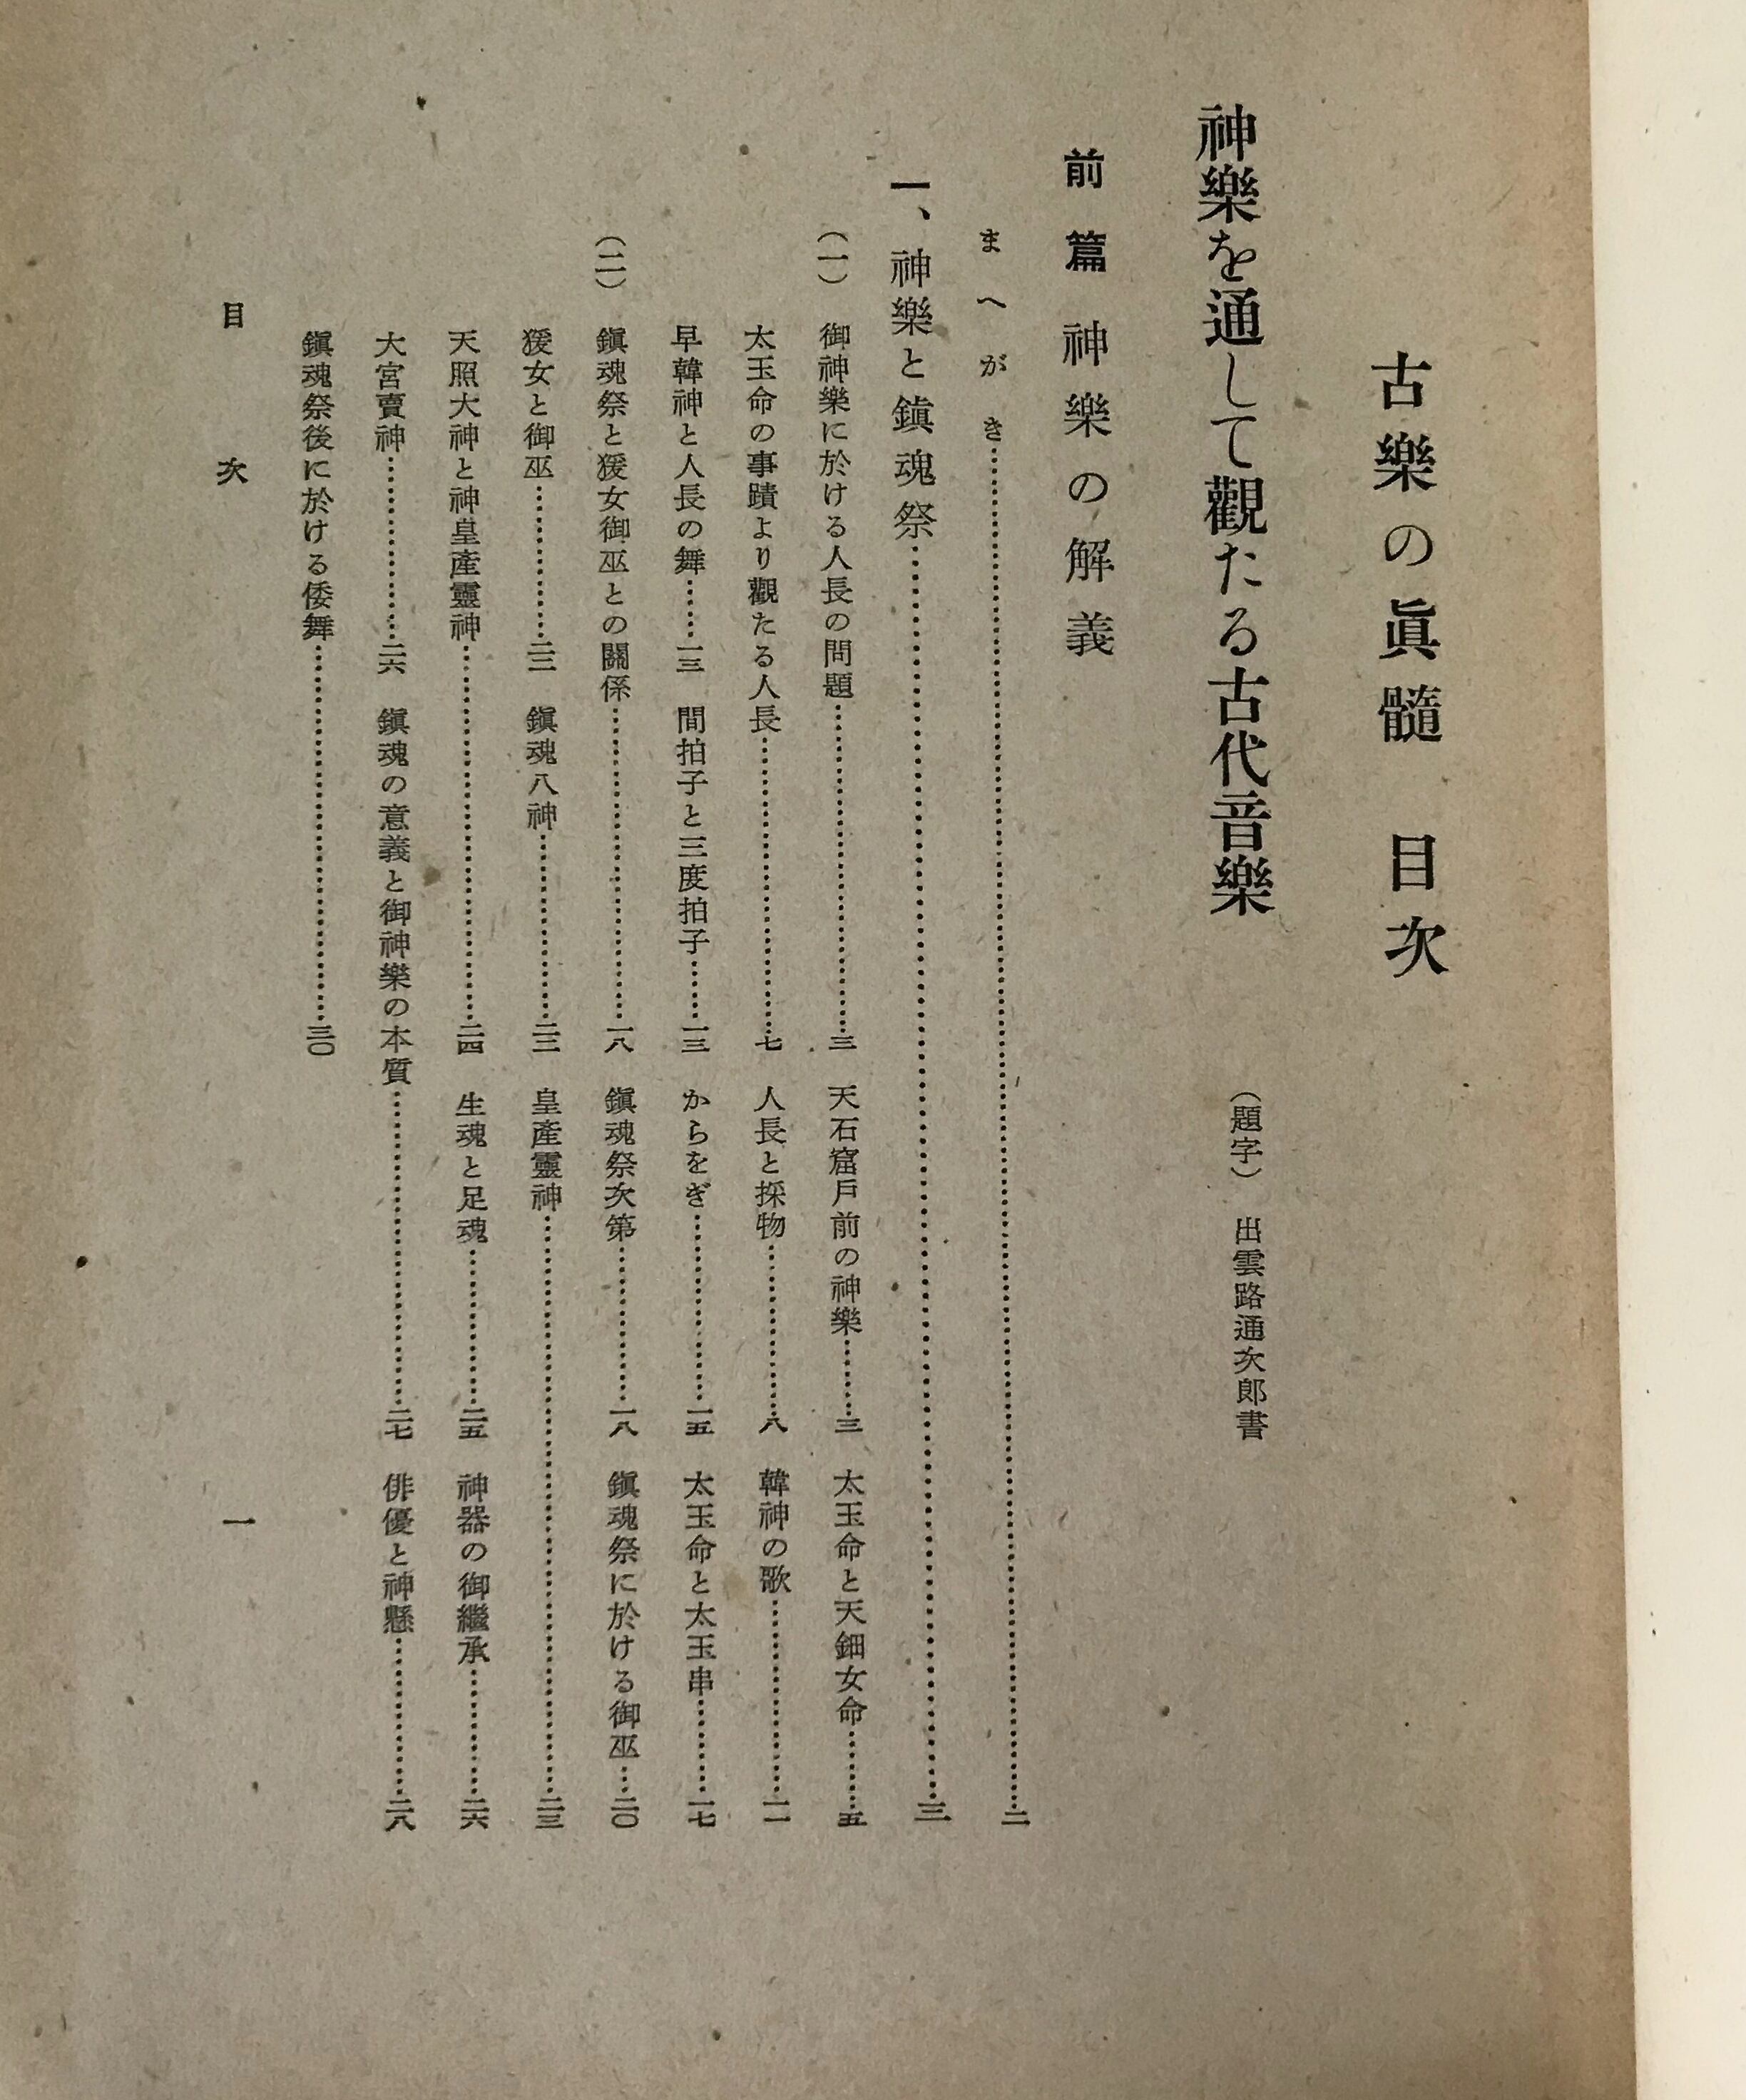 古樂の眞髓　目次
神樂を通して觀たる古代音樂　（題字）　出雲路通次郎書
前篇　神樂の解義
まへがき…………二
一、神樂と鎭魂祭…………三
（一）　御神樂に於ける人長の問題…………三　天石窟戶前の神樂……三　太玉命と天鈿女命……五
太玉命の事蹟より觀たる人長…………七　人長と採物…………八　韓神の歌…………一一
早韓神と人長の舞……一三　間拍子と三度拍子……一三　からをぎ…………一五　太玉命と太玉串……一七
（二）　鎭魂祭と猨女御巫との關係…………一八　鎭魂祭次第…………一八　鎭魂祭に於ける御巫…二〇
猨女と御巫…………二二　鎭魂八神…………二二　皇產靈神…………二三
天照大神と神皇產靈神…………二四　生魂と足魂…………二五　神器の御繼承…………二六
大宮賣神…………二六　鎭魂の意義と御神樂の本質…………二七　俳優と神懸…………二八
鎭魂祭後に於ける倭舞…………三〇
目次　一